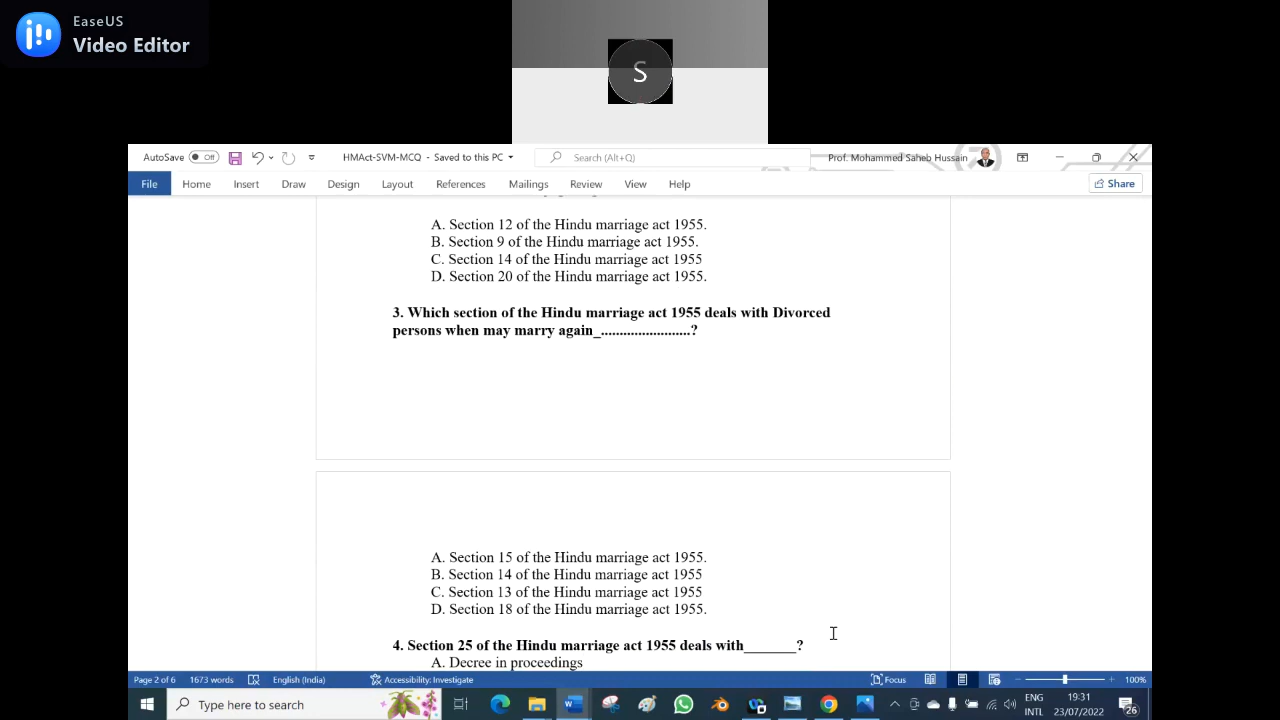 EaseUS
Video Editor
S
AutoSave Off HMAct-SVM-MCQ - Saved to this PC Search (Alt+Q) Prof. Mohammed Saheb Hussain
File Home Insert Draw Design Layout References Mailings Review View Help Share
A. Section 12 of the Hindu marriage act 1955.
B. Section 9 of the Hindu marriage act 1955.
C. Section 14 of the Hindu marriage act 1955
D. Section 20 of the Hindu marriage act 1955.
3. Which section of the Hindu marriage act 1955 deals with Divorced
persons when may marry again_........................?
A. Section 15 of the Hindu marriage act 1955.
B. Section 14 of the Hindu marriage act 1955
C. Section 13 of the Hindu marriage act 1955
D. Section 18 of the Hindu marriage act 1955.
4. Section 25 of the Hindu marriage act 1955 deals with_______?
A. Decree in proceedings
Page 2 of 6 1673 words English (India) Accessibility: Investigate Focus 100%
Type here to search ENG 19:31
INTL 23/07/2022 26